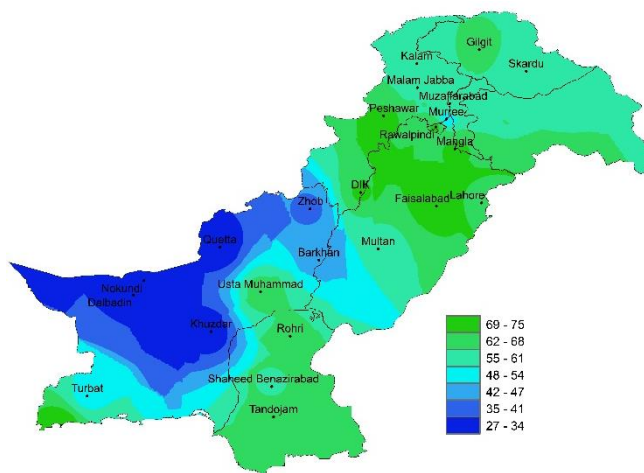 Gilgit
Kalam
Skardu
Malam Jabba
Muzaffarabad
Peshawar
Murree
Rawalpindi
Mangla
DIK
Zhob
Faisalabad
Lahore
Quetta
Multan
Barkhan
Nokundi
Usta Muhammad
Dalbadin
Khuzdar
Rohri
Shaheed Benazirabad
Turbat
Tandojam
69 - 75
62 - 68
55 - 61
48 - 54
42 - 47
35 - 41
27 - 34